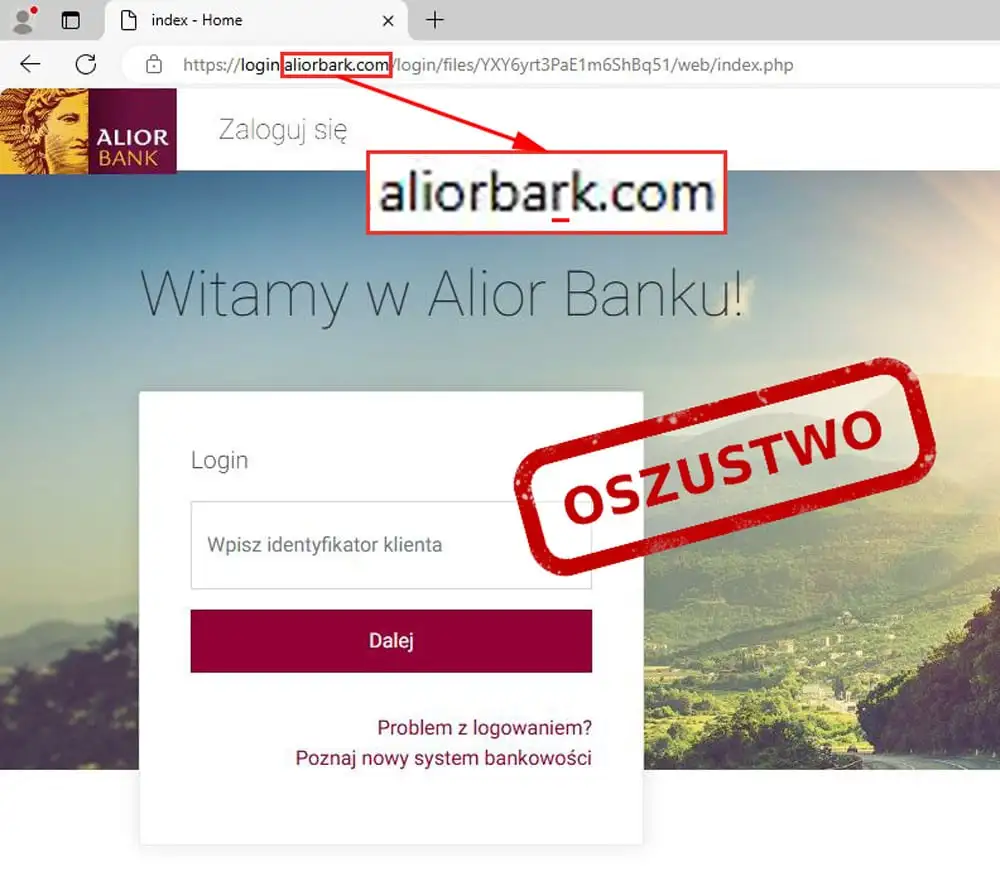 index - Home
https://login.aliorbark.com/login/files/YXY6yrt3PaE1m6ShBq51/web/index.php
ALIOR
BANK
Zaloguj się
aliorbark.com
Witamy w Alior Banku!
OSZUSTWO
Login
Wpisz identyfikator klienta
Dalej
Problem z logowaniem?
Poznaj nowy system bankowości